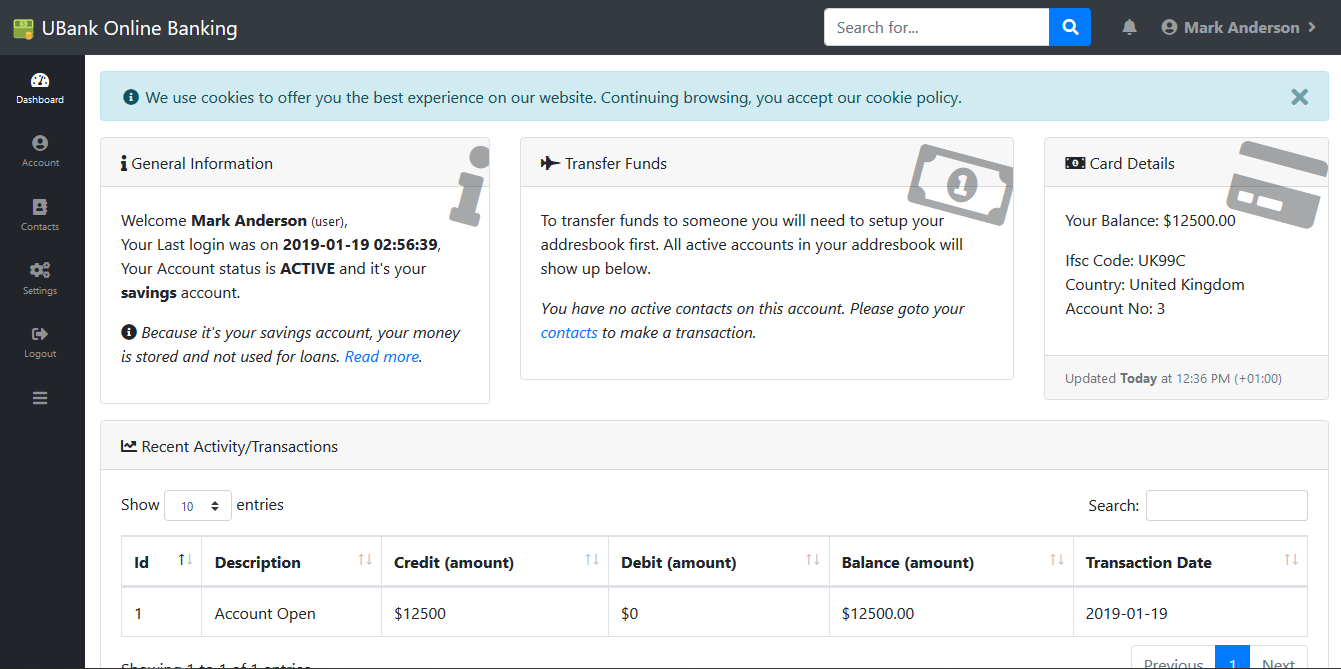 UBank Online Banking
Search for...
Mark Anderson
Dashboard
Account
Contacts
Settings
Logout
We use cookies to offer you the best experience on our website. Continuing browsing, you accept our cookie policy.
General Information
Welcome Mark Anderson (user),
Your Last login was on 2019-01-19 02:56:39,
Your Account status is ACTIVE and it's your
savings account.
Because it's your savings account, your money
is stored and not used for loans. Read more.
Transfer Funds
1
To transfer funds to someone you will need to setup your
addresbook first. All active accounts in your addresbook will
show up below.
You have no active contacts on this account. Please goto your
contacts to make a transaction.
Card Details
Your Balance: $12500.00
Ifsc Code: UK99C
Country: United Kingdom
Account No: 3
Updated Today at 12:36 PM (+01:00)
Recent Activity/Transactions
Show 10 entries
Search:
Id Description Credit (amount) Debit (amount) Balance (amount) Transaction Date
1 Account Open $12500 $0 $12500.00 2019-01-19
Showing 1 to 1 of 1 entries
Previous 1 Next